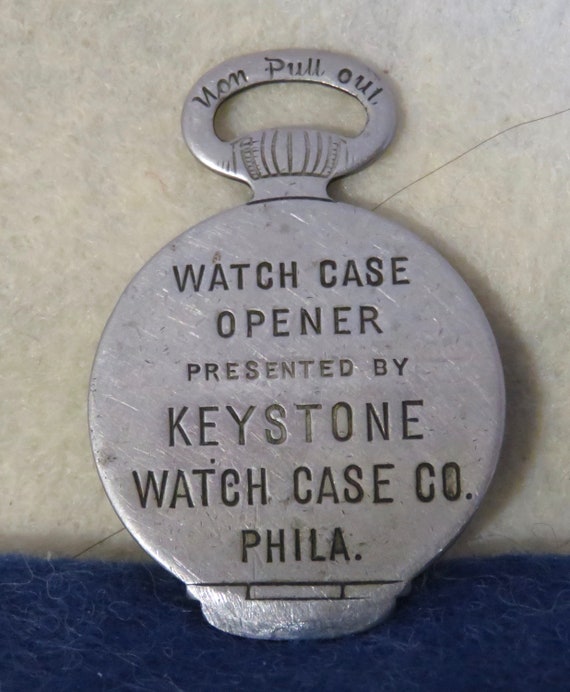 Non Pull out
WATCH CASE
OPENER
PRESENTED BY
KEYSTONE
WATCH CASE CO.
PHILA.